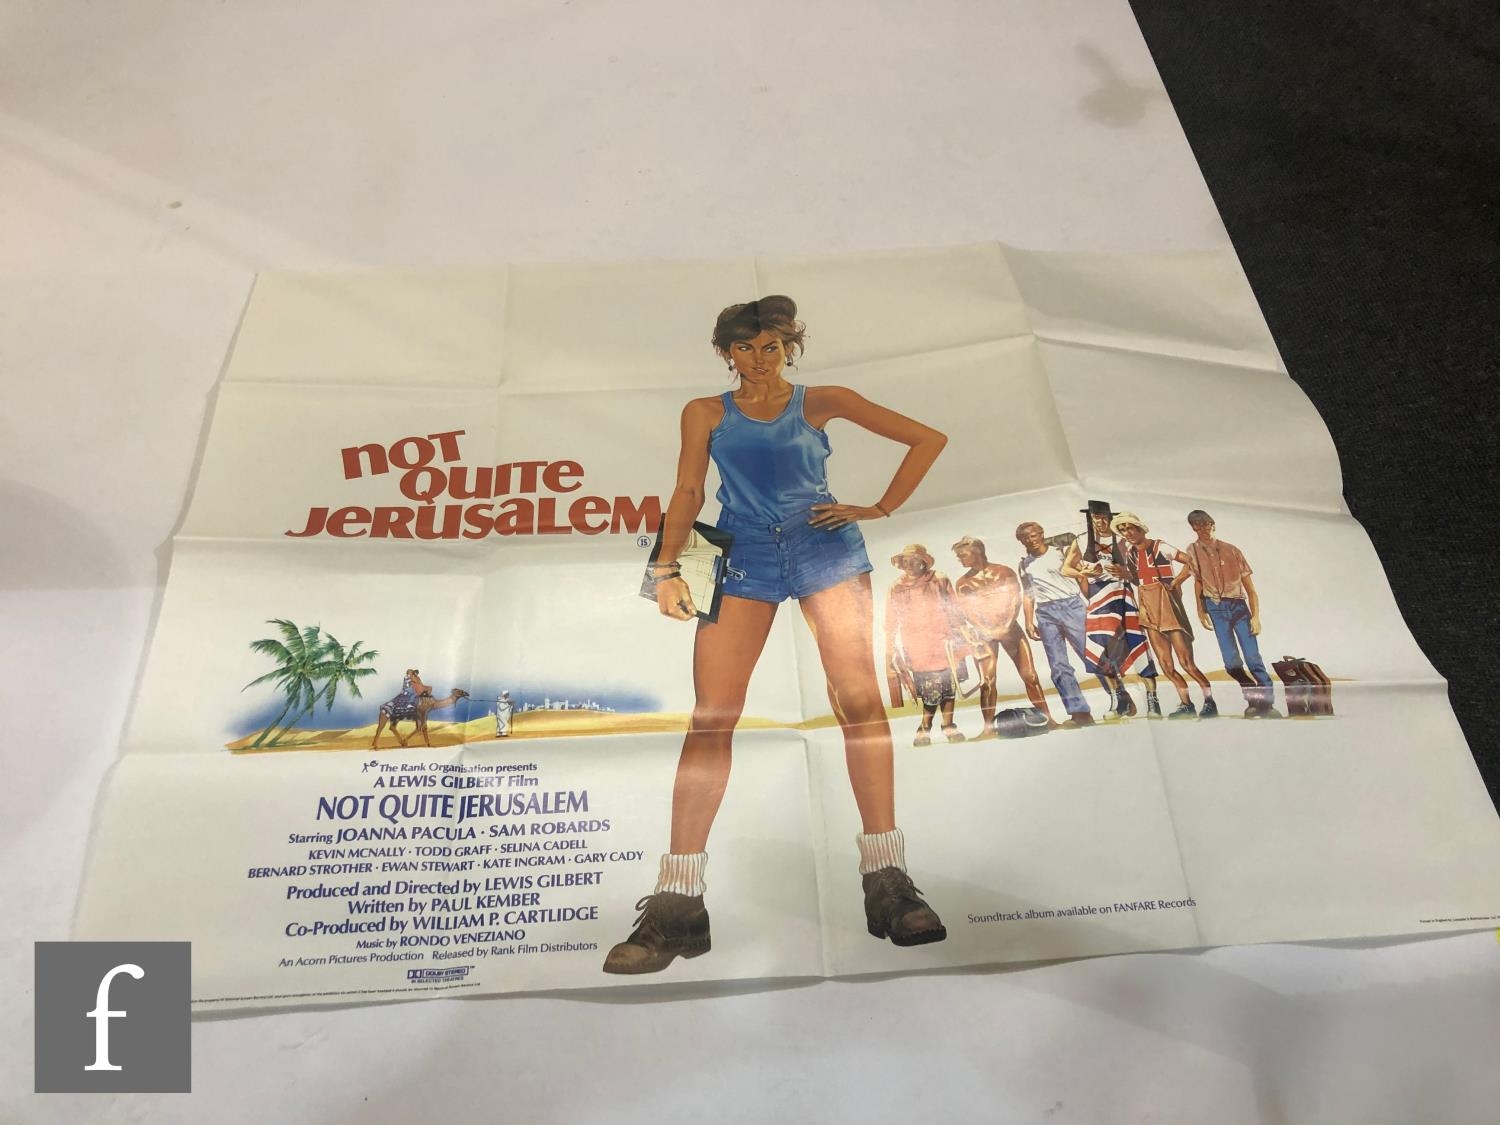 not
QUITE
JERUSALEM
15
The Rank Organisation presents
A LEWIS GILBERT Film
NOT QUITE JERUSALEM
Starring JOANNA PACULA · SAM ROBARDS
KEVIN MCNALLY · TODD GRAFF · SELINA CADELL
BERNARD STROTHER · EWAN STEWART · KATE INGRAM · GARY CADY
Produced and Directed by LEWIS GILBERT
Written by PAUL KEMBER
Co-Produced by WILLIAM P. CARTLIDGE
Music by RONDO VENEZIANO
An Acorn Pictures Production Released by Rank Film Distributors
DOLBY STEREO™
IN SELECTED THEATRES
Soundtrack album available on FANFARE Records
f